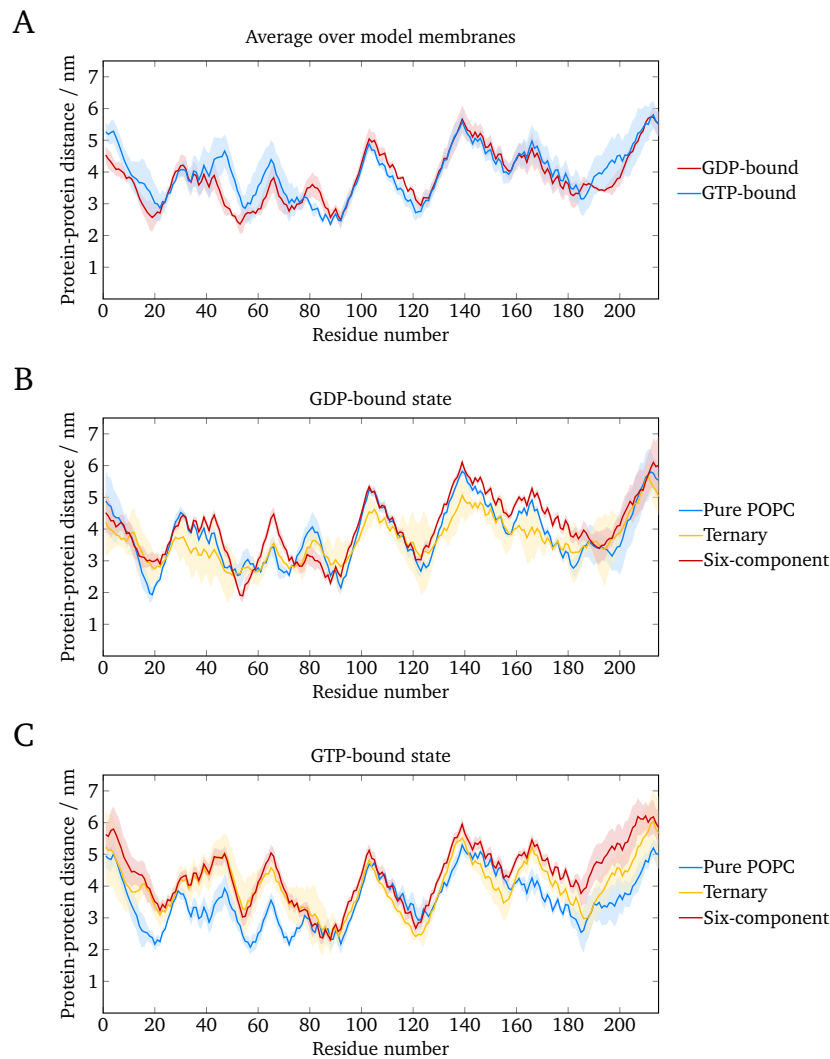 A
Average over model membranes
Protein-protein distance / nm
7
6
5
4
3
2
1
0 20 40 60 80 100 120 140 160 180 200
Residue number
GDP-bound
GTP-bound
B
GDP-bound state
Protein-protein distance / nm
7
6
5
4
3
2
1
0 20 40 60 80 100 120 140 160 180 200
Residue number
Pure POPC
Ternary
Six-component
C
GTP-bound state
Protein-protein distance / nm
7
6
5
4
3
2
1
0 20 40 60 80 100 120 140 160 180 200
Residue number
Pure POPC
Ternary
Six-component